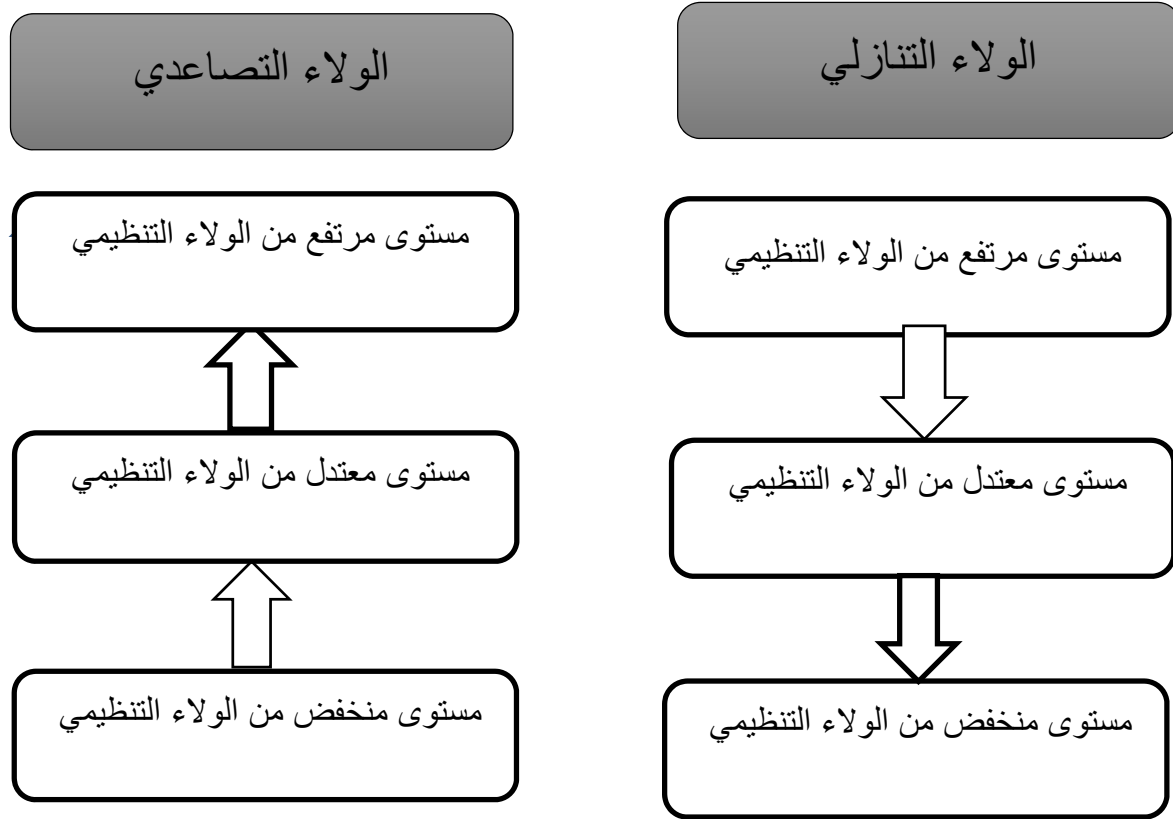 الولاء التنازلي
مستوى مرتفع من الولاء التنظيمي
مستوى معتدل من الولاء التنظيمي
مستوى منخفض من الولاء التنظيمي
الولاء التصاعدي
مستوى مرتفع من الولاء التنظيمي
مستوى معتدل من الولاء التنظيمي
مستوى منخفض من الولاء التنظيمي